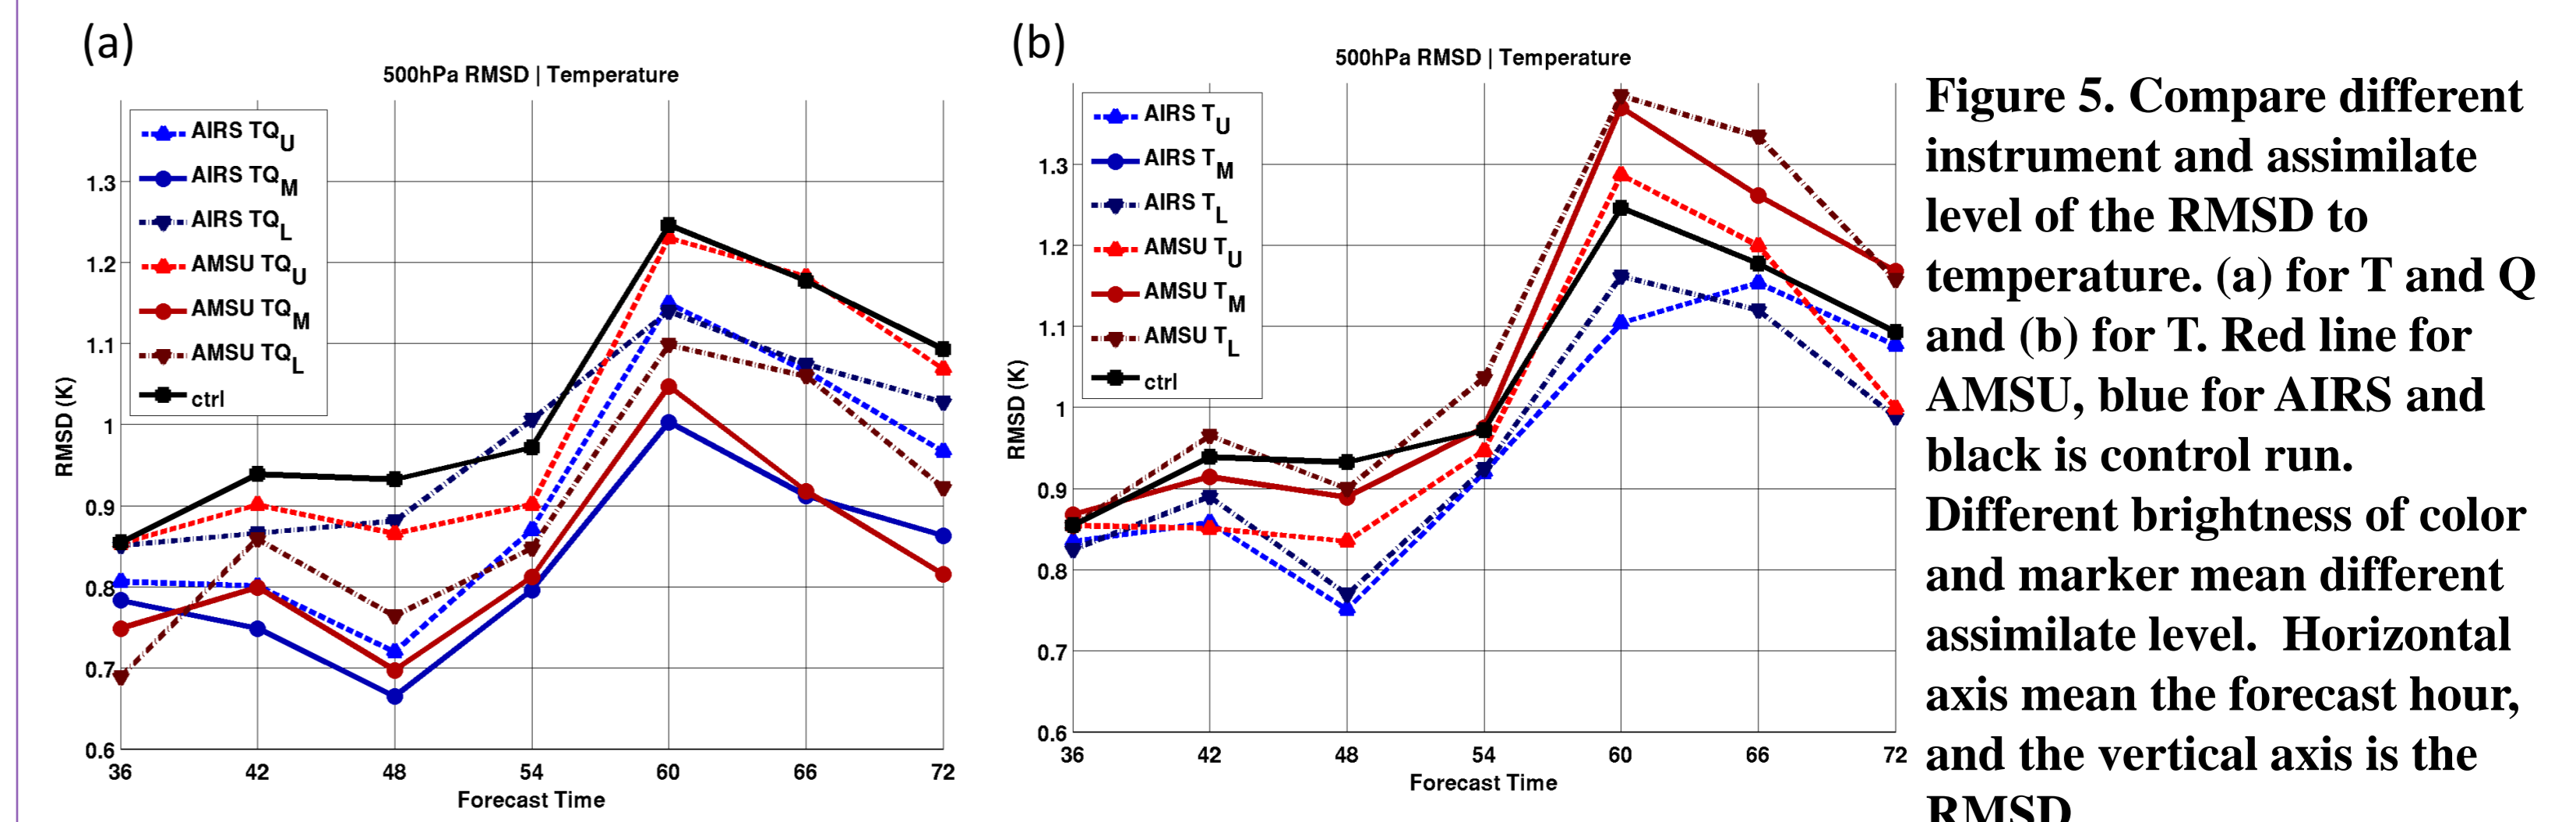 (a)
500hPa RMSD | Temperature
AIRS TQU
AIRS TQM
AIRS TQL
AMSU TQU
AMSU TQM
AMSU TQL
ctrl
RMSD (K)
1.3
1.2
1.1
1
0.9
0.8
0.7
0.6
36 42 48 54 60 66 72
Forecast Time
(b)
500hPa RMSD | Temperature
AIRS TU
AIRS TM
AIRS TL
AMSU TU
AMSU TM
AMSU TL
ctrl
RMSD (K)
1.3
1.2
1.1
1
0.9
0.8
0.7
0.6
36 42 48 54 60 66 72
Forecast Time
Figure 5. Compare different
instrument and assimilate
level of the RMSD to
temperature. (a) for T and Q
and (b) for T. Red line for
AMSU, blue for AIRS and
black is control run.
Different brightness of color
and marker mean different
assimilate level. Horizontal
axis mean the forecast hour,
and the vertical axis is the
RMSD